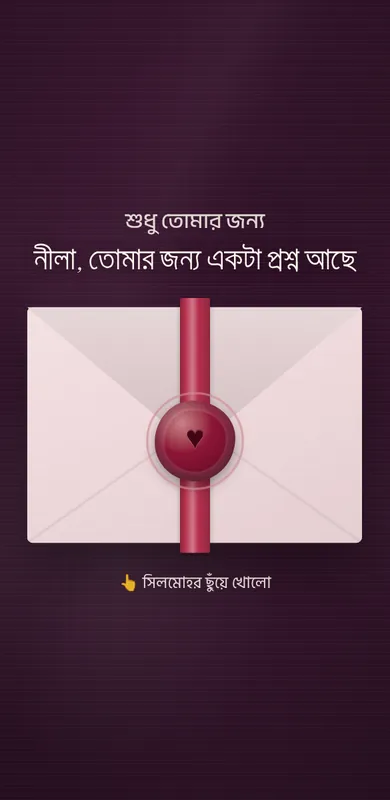 শুধু তোমার জন্য
নীলা, তোমার জন্য একটা প্রশ্ন আছে
👆 সিলমোহর ছুঁয়ে খোলো